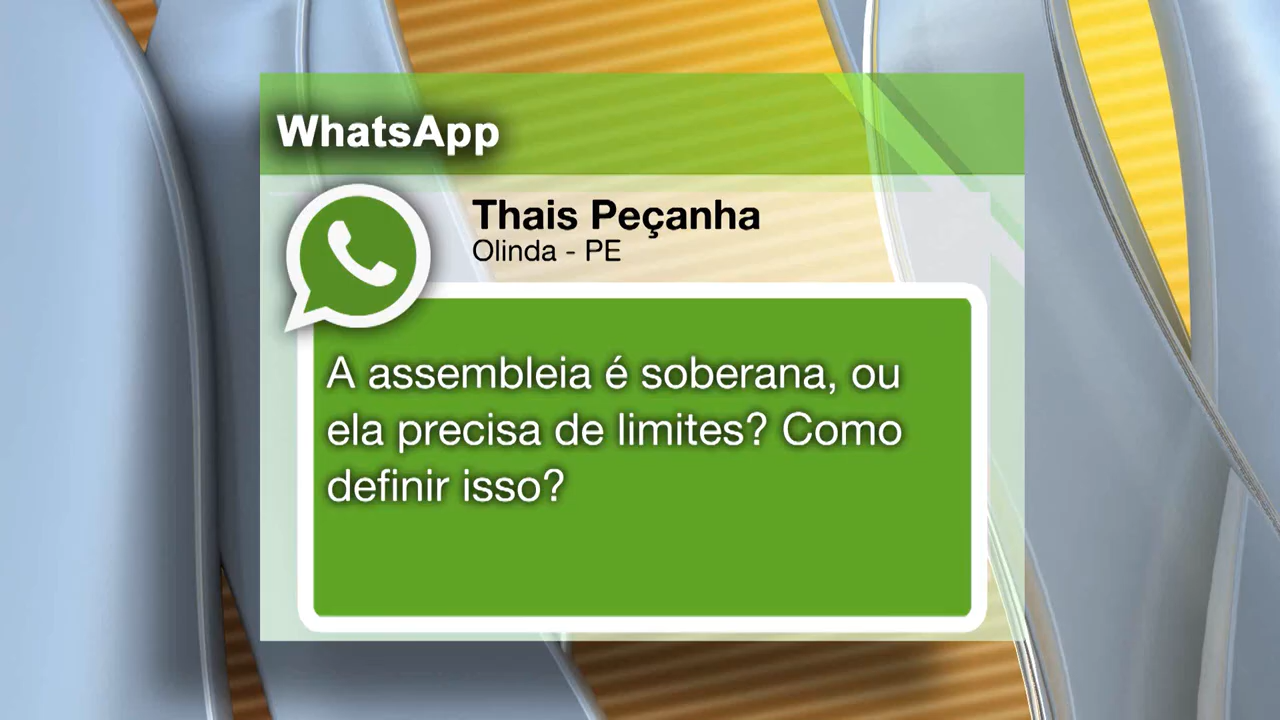 WhatsApp
Thais Peçanha
Olinda - PE
A assembleia é soberana, ou
ela precisa de limites? Como
definir isso?